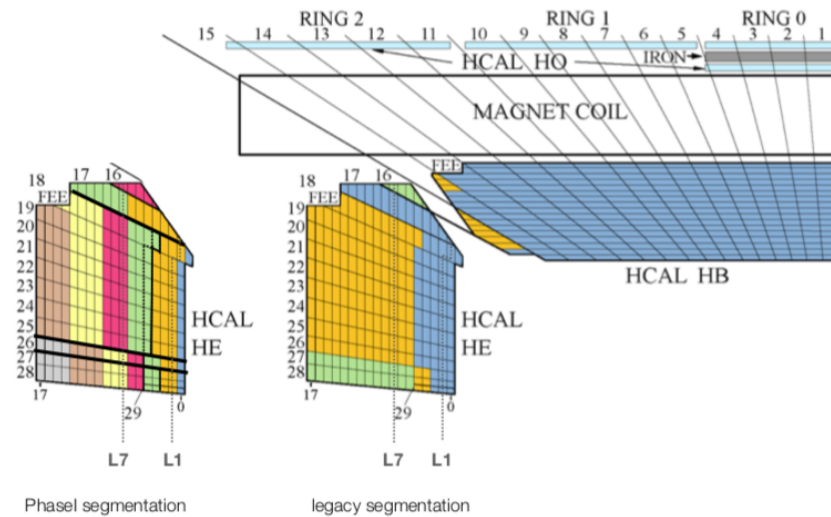 RING 2 RING 1 RING 0
15 14 13 12 11 10 9 8 7 6 5 4 3 2 1
HCAL HO IRON
MAGNET COIL
FEE
18 17 16
FEE
19
20
21
22
23
24
25
26
27
28
17
29
0
HCAL
HE
L7 L1
18 17 16
FEE
19
20
21
22
23
24
25
26
27
28
17
29
0
HCAL
HE
L7 L1
HCAL HB
PhaseI segmentation legacy segmentation